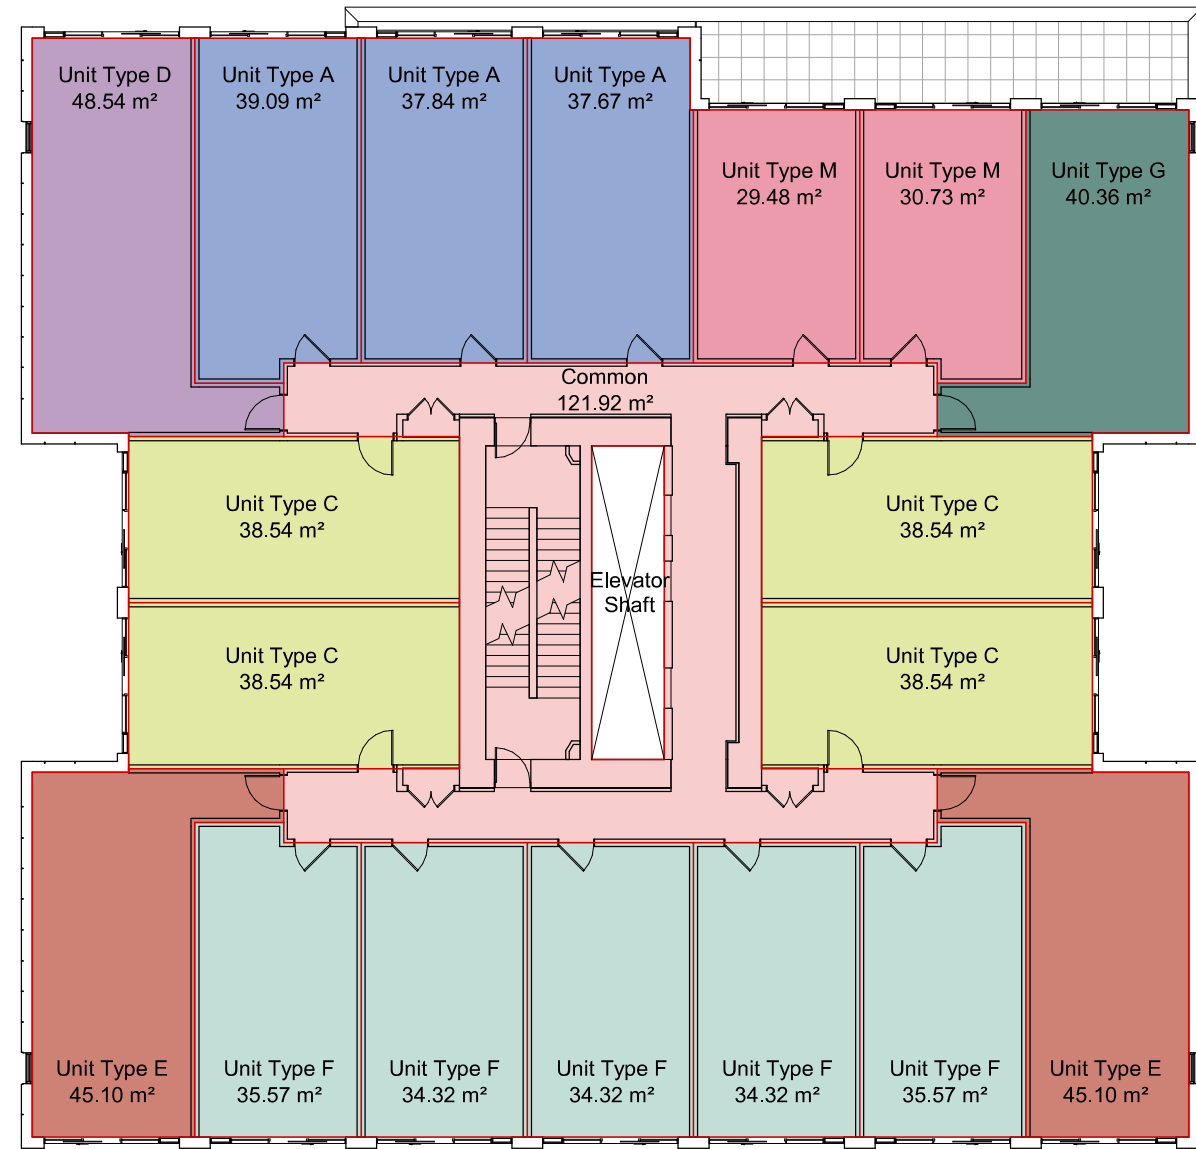 Unit Type D
48.54 m²
Unit Type A
39.09 m²
Unit Type A
37.84 m²
Unit Type A
37.67 m²
Unit Type M
29.48 m²
Unit Type M
30.73 m²
Unit Type G
40.36 m²
Common
121.92 m²
Unit Type C
38.54 m²
Unit Type C
38.54 m²
Elevator
Shaft
Unit Type C
38.54 m²
Unit Type C
38.54 m²
Unit Type E
45.10 m²
Unit Type F
35.57 m²
Unit Type F
34.32 m²
Unit Type F
34.32 m²
Unit Type F
34.32 m²
Unit Type F
35.57 m²
Unit Type E
45.10 m²